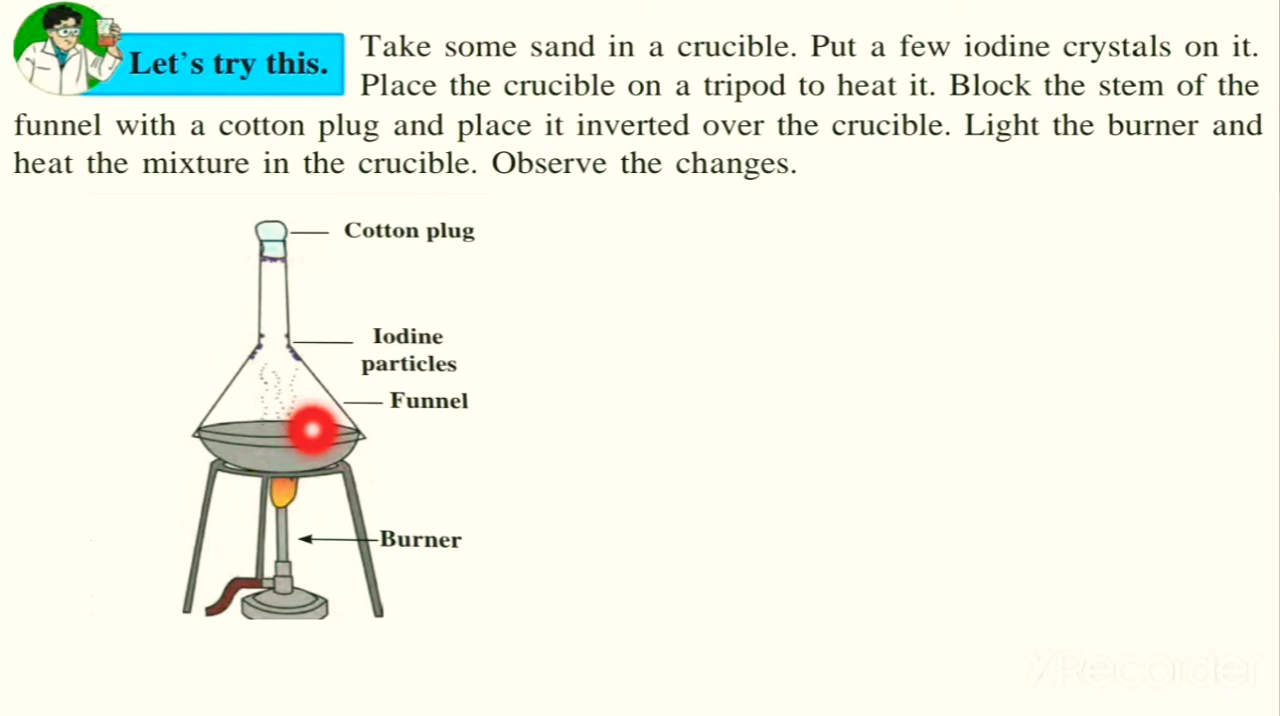 Let's try this.
Take some sand in a crucible. Put a few iodine crystals on it.
Place the crucible on a tripod to heat it. Block the stem of the
funnel with a cotton plug and place it inverted over the crucible. Light the burner and
heat the mixture in the crucible. Observe the changes.
Cotton plug
Iodine
particles
Funnel
Burner
XRecorder